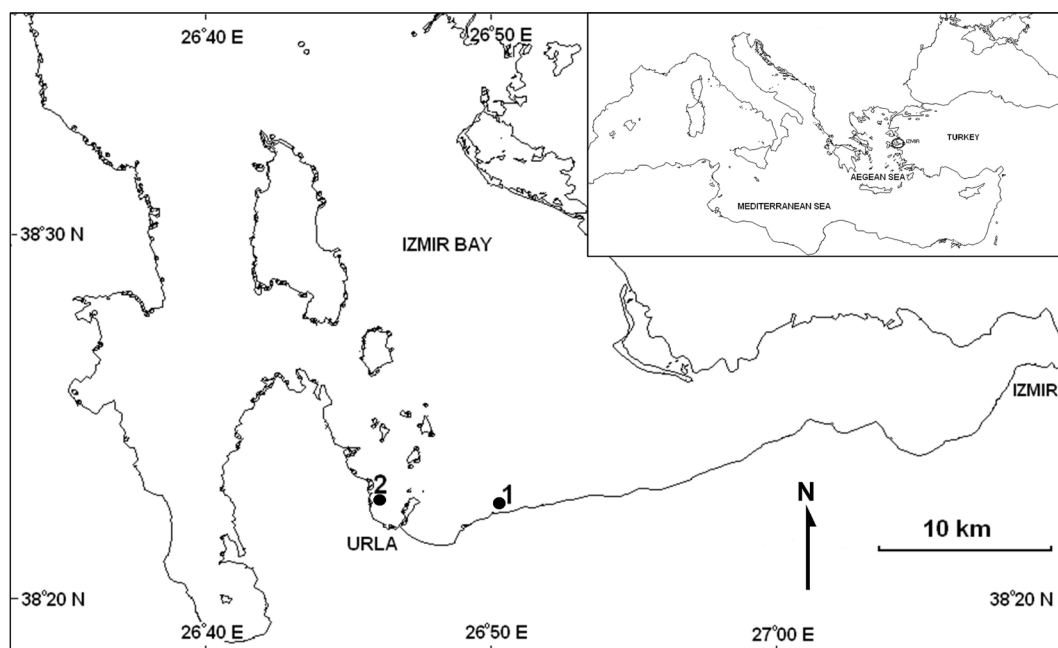 26°40 E
26°50 E
TURKEY
IZMIR
AEGEAN SEA
MEDITERRANEAN SEA
38°30 N
IZMIR BAY
IZMIR
2
1
N
URLA
10 km
38°20 N
38°20 N
26°40 E
26°50 E
27°00 E